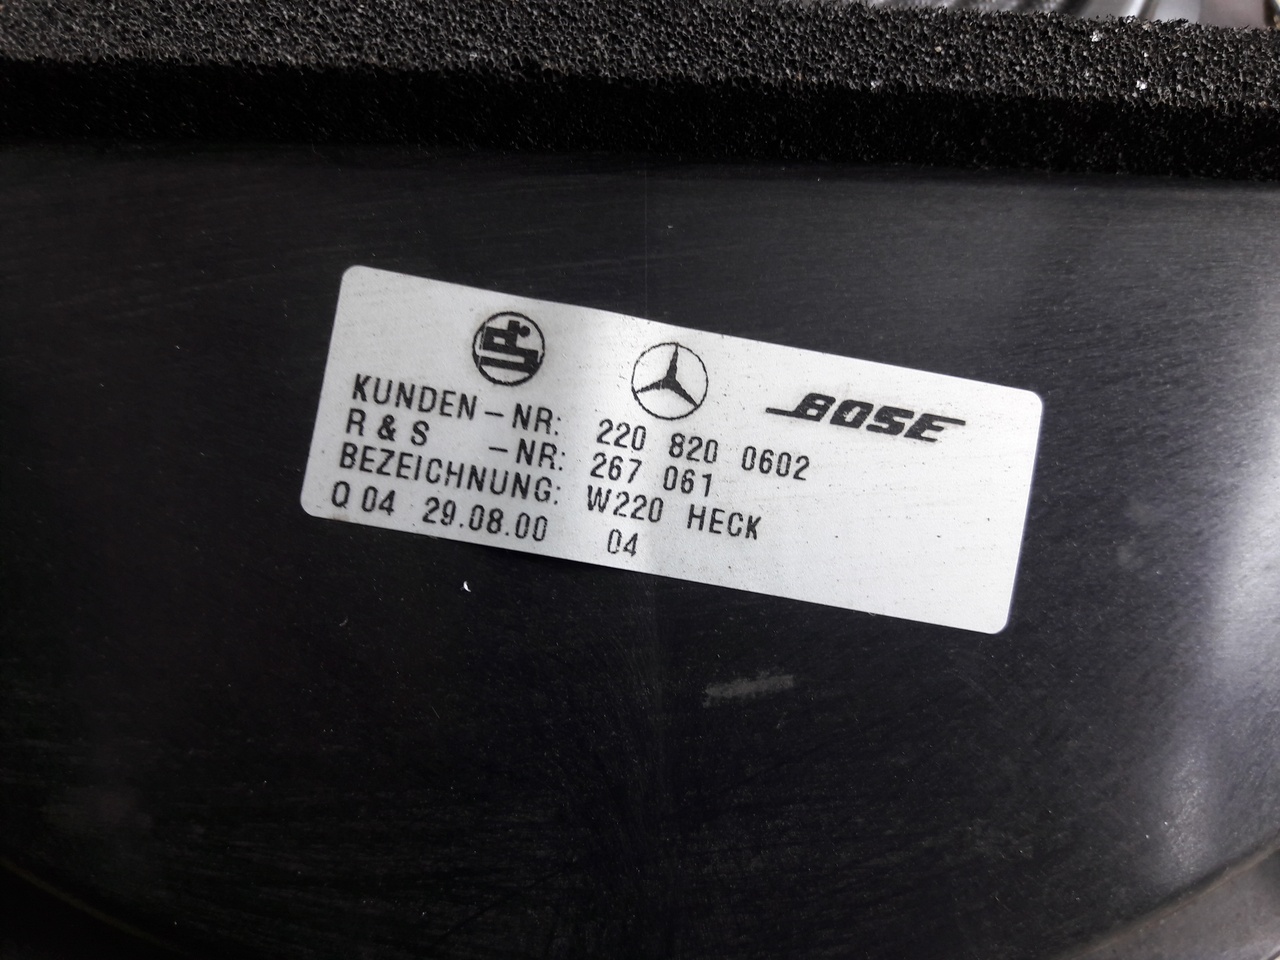 BOSE
KUNDEN-NR: 220 820 0602
R & S -NR: 267 061
BEZEICHNUNG: W220 HECK
Q 04 29.08.00 04